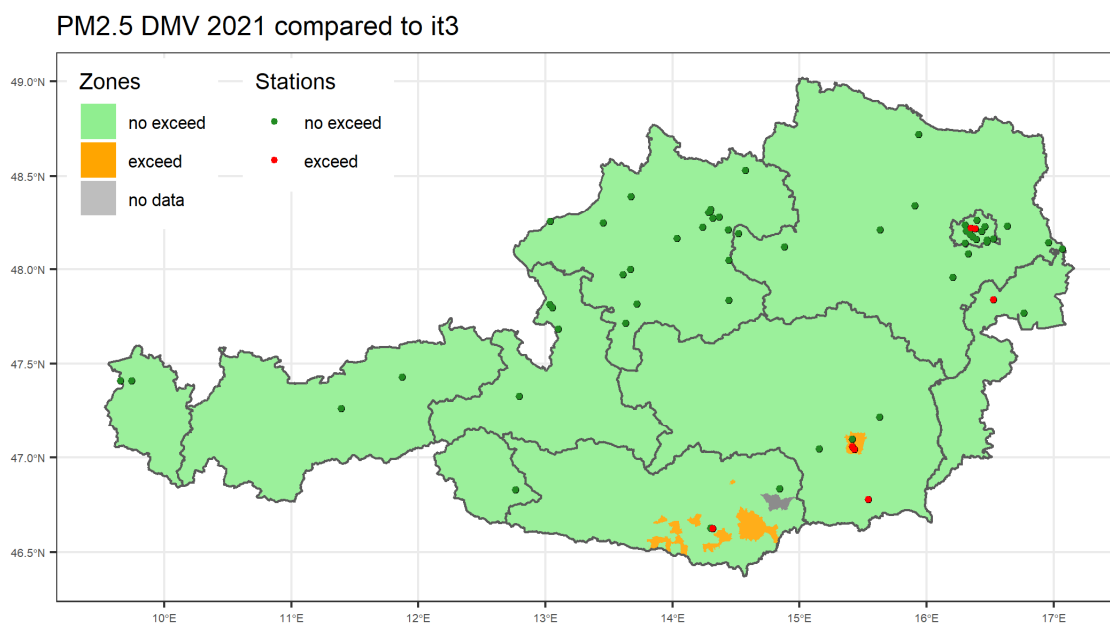 PM2.5 DMV 2021 compared to it3
Zones
no exceed
exceed
no data
Stations
no exceed
exceed
49.0°N
48.5°N
48.0°N
47.5°N
47.0°N
46.5°N
10°E 11°E 12°E 13°E 14°E 15°E 16°E 17°E